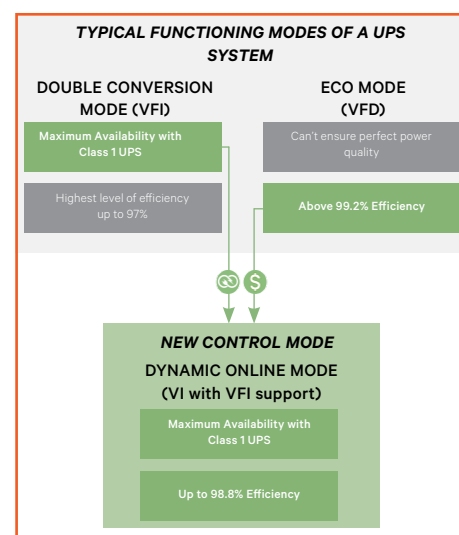 TYPICAL FUNCTIONING MODES OF A UPS
SYSTEM
DOUBLE CONVERSION
MODE (VFI)
Maximum Availability with
Class 1 UPS
Highest level of efficiency
up to 97%
ECO MODE
(VFD)
Can't ensure perfect power
quality
Above 99.2% Efficiency
$
NEW CONTROL MODE
DYNAMIC ONLINE MODE
(VI with VFI support)
Maximum Availability with
Class 1 UPS
Up to 98.8% Efficiency